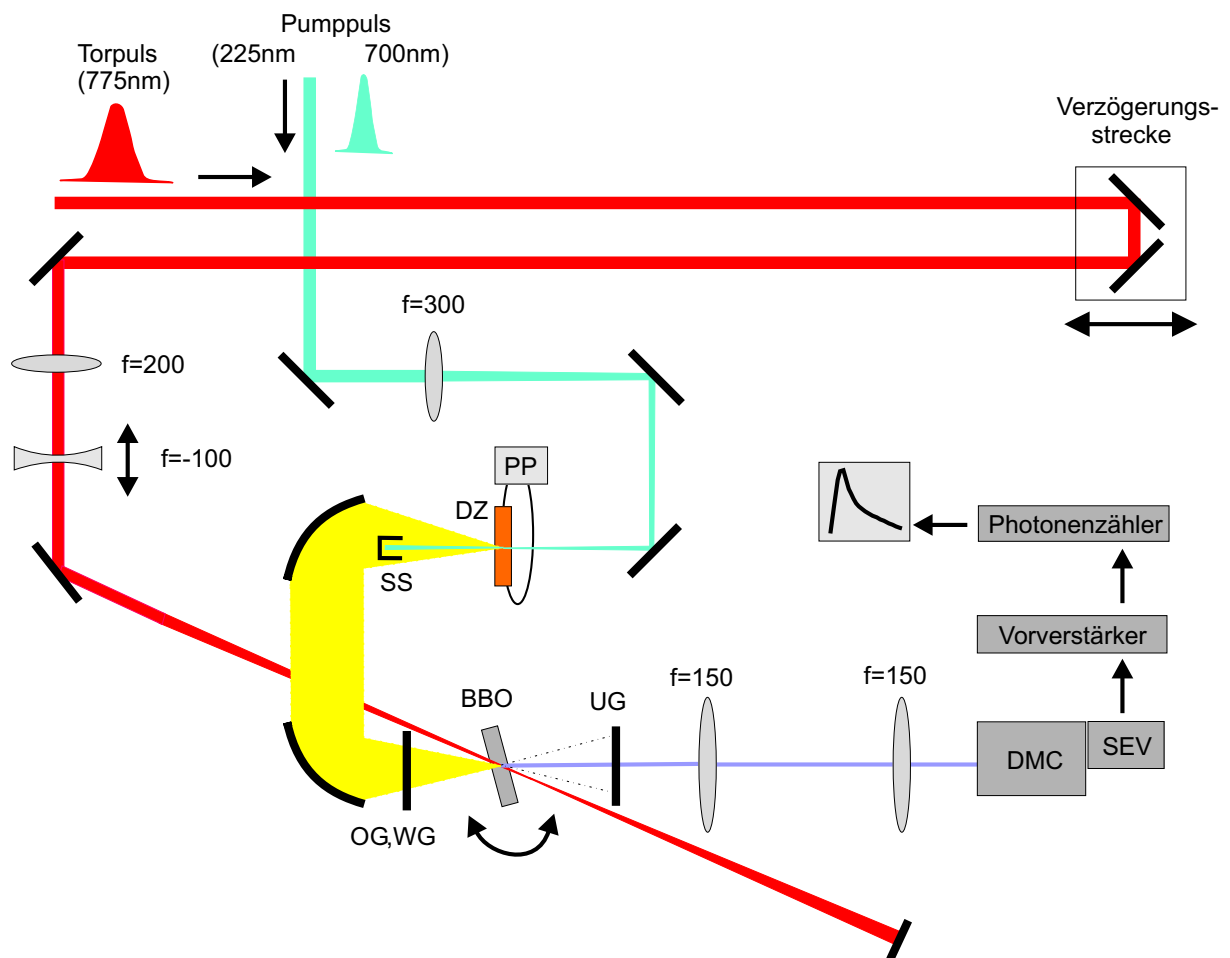 Pumppuls
(225nm 700nm)
Torpuls
(775nm)
Verzögerungs-
strecke
f=300
f=200
f=-100
PP
DZ
SS
Photonenzähler
Vorverstärker
f=150
f=150
BBO
UG
DMC
SEV
OG,WG